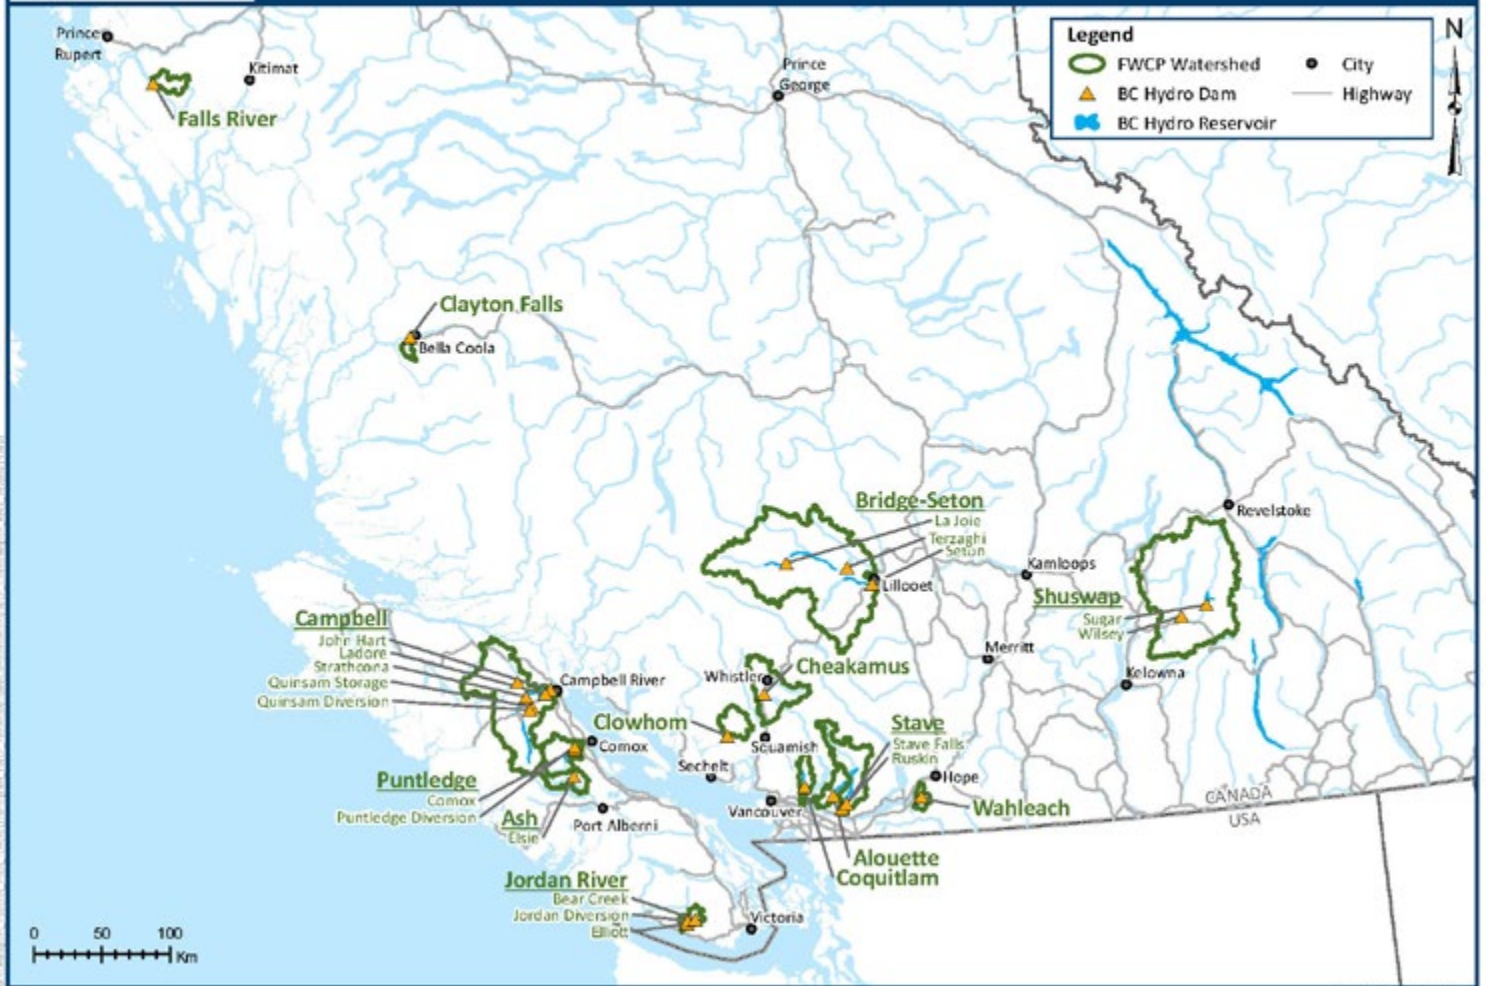 Prince
Rupert
Kitimat
Falls River
Prince
George
Legend
FWCP Watershed
City
BC Hydro Dam
Highway
BC Hydro Reservoir
N
Clayton Falls
Bella Coola
Bridge-Seton
La Joie
Terzaghi
Seton
Lillooet
Revelstoke
Kamloops
Shuswap
Sugar
Wilsey
Merritt
Kelowna
Campbell
John Hart
Ladore
Strathcona
Quinsam Storage
Quinsam Diversion
Campbell River
Whistler
Cheakamus
Clowhom
Squamish
Stave
Stave Falls
Ruskin
Comox
Sechelt
Hope
Puntledge
Comox
Puntledge Diversion
Ash
Elsie
Port Alberni
Vancouver
Wahleach
CANADA
USA
Alouette
Coquitlam
Jordan River
Bear Creek
Jordan Diversion
Elliott
Victoria
0 50 100
Km